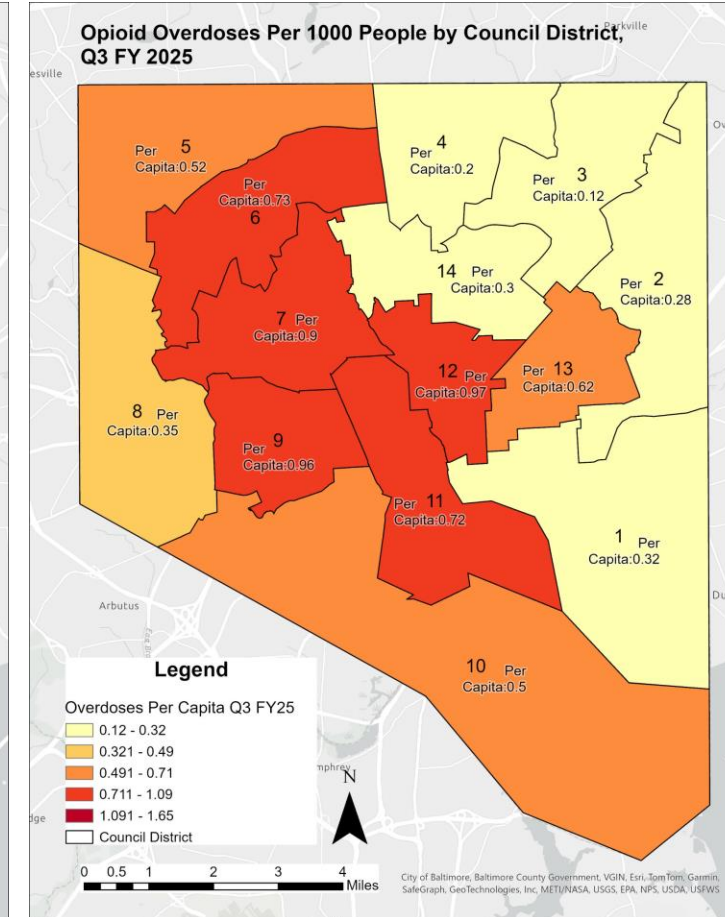 Opioid Overdoses Per 1000 People by Council District,
Q3 FY 2025
Parkville
esville
5
Per
Capita:0.52
4
Per
Capita:0.2
3
Per
Capita:0.12
Per
Capita:0.73
6
14 Per
Capita:0.3
2
Per
Capita:0.28
7 Per
Capita:0.9
12 Per
Capita:0.97
Per 13
Capita:0.62
8 Per
Capita:0.35
9
Per
Capita:0.96
11
Per
Capita:0.72
1 Per
Capita:0.32
Arbutus
10 Per
Capita:0.5
Legend
Overdoses Per Capita Q3 FY25
0.12 - 0.32
0.321 - 0.49
0.491 - 0.71
0.711 - 1.09
1.091 - 1.65
Council District
mphrey
N
dge
0 0.5 1 2 3 4
Miles
City of Baltimore, Baltimore County Government, VGIN, Esri, TomTom, Garmin,
SafeGraph, GeoTechnologies, Inc, METI/NASA, USGS, EPA, NPS, USDA, USFWS